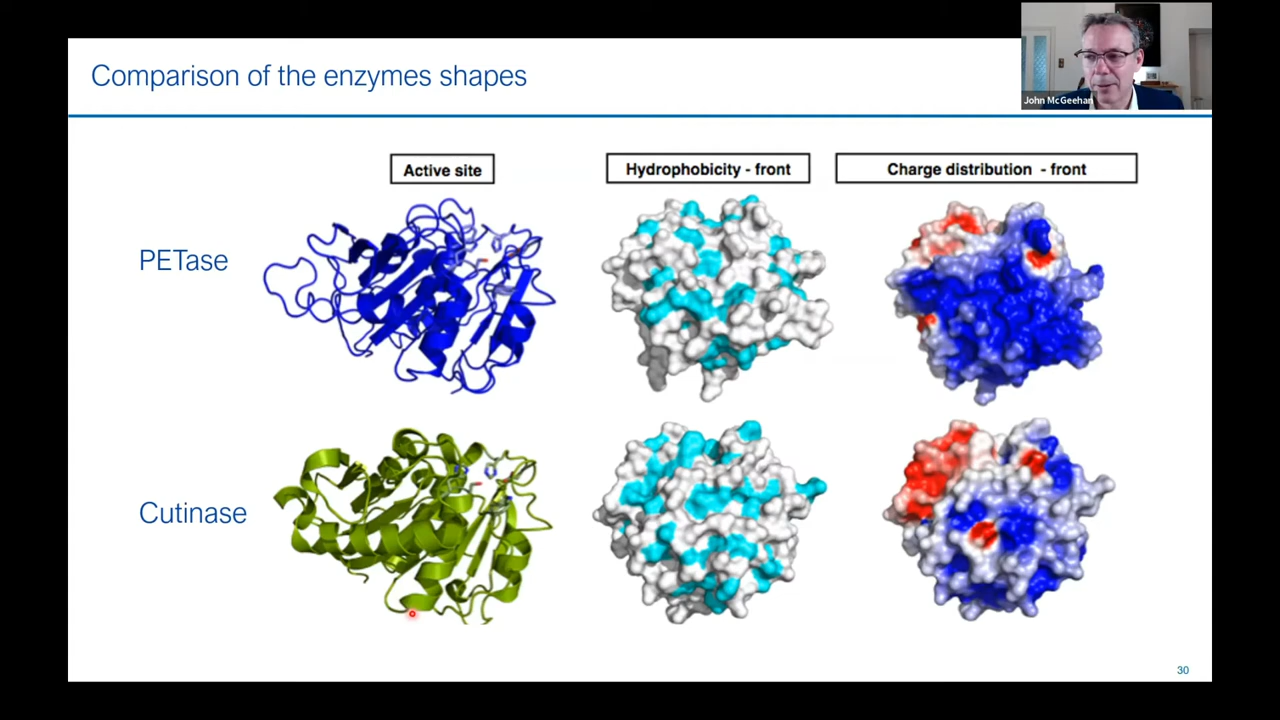 Comparison of the enzymes shapes
John McGeehan
Active site
Hydrophobicity - front
Charge distribution - front
PETase
Cutinase
30